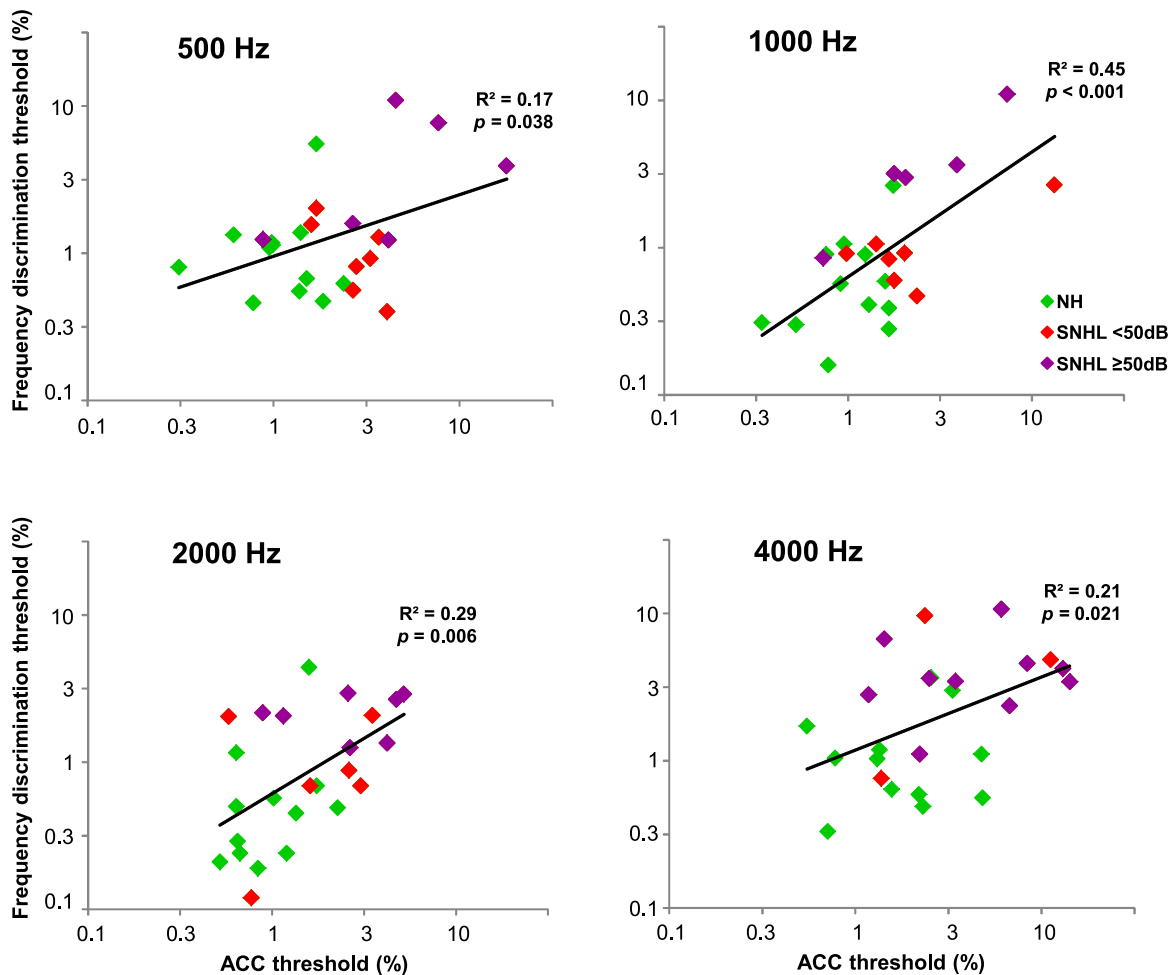 Frequency discrimination threshold (%)
500 Hz
R² = 0.17
p = 0.038
10
3
1
0.3
0.1
0.1
0.3
1
3
10
1000 Hz
R² = 0.45
p < 0.001
10
3
1
0.3
0.1
NH
SNHL <50dB
SNHL ≥50dB
0.1
0.3
1
3
10
Frequency discrimination threshold (%)
2000 Hz
R² = 0.29
p = 0.006
10
3
1
0.3
0.1
0.1
0.3
1
3
10
ACC threshold (%)
4000 Hz
R² = 0.21
p = 0.021
10
3
1
0.3
0.1
0.1
0.3
1
3
10
ACC threshold (%)